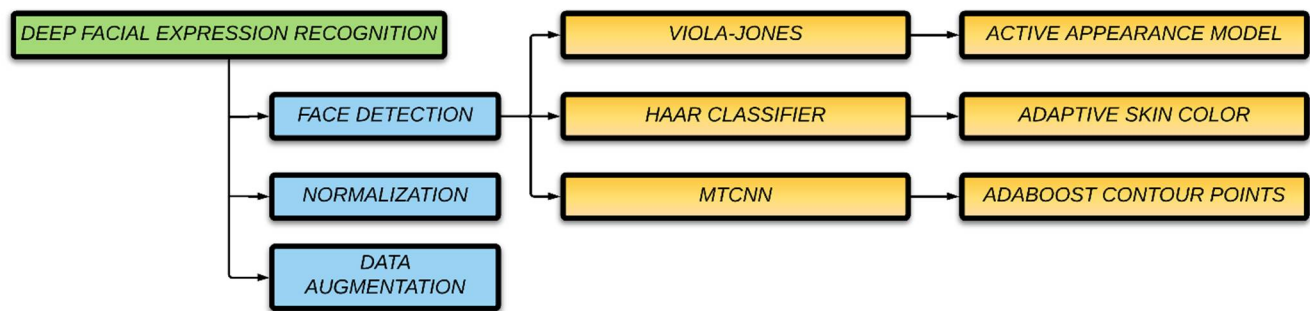 DEEP FACIAL EXPRESSION RECOGNITION
VIOLA-JONES
ACTIVE APPEARANCE MODEL
FACE DETECTION
HAAR CLASSIFIER
ADAPTIVE SKIN COLOR
NORMALIZATION
MTCNN
ADABOOST CONTOUR POINTS
DATA
AUGMENTATION